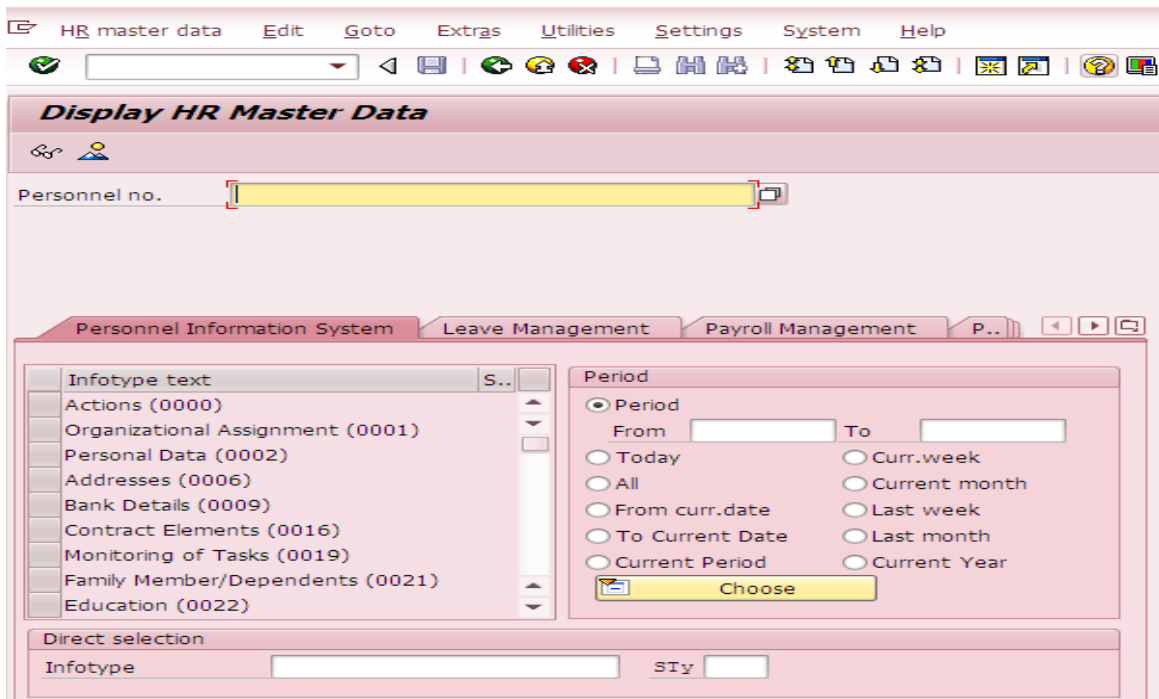 HR master data Edit Goto Extras Utilities Settings System Help
Display HR Master Data
Personnel no.
Personnel Information System Leave Management Payroll Management P..
Infotype text S..
Actions (0000)
Organizational Assignment (0001)
Personal Data (0002)
Addresses (0006)
Bank Details (0009)
Contract Elements (0016)
Monitoring of Tasks (0019)
Family Member/Dependents (0021)
Education (0022)
Period
Period
From To
Today Curr.week
All Current month
From curr.date Last week
To Current Date Last month
Current Period Current Year
Choose
Direct selection
Infotype STy